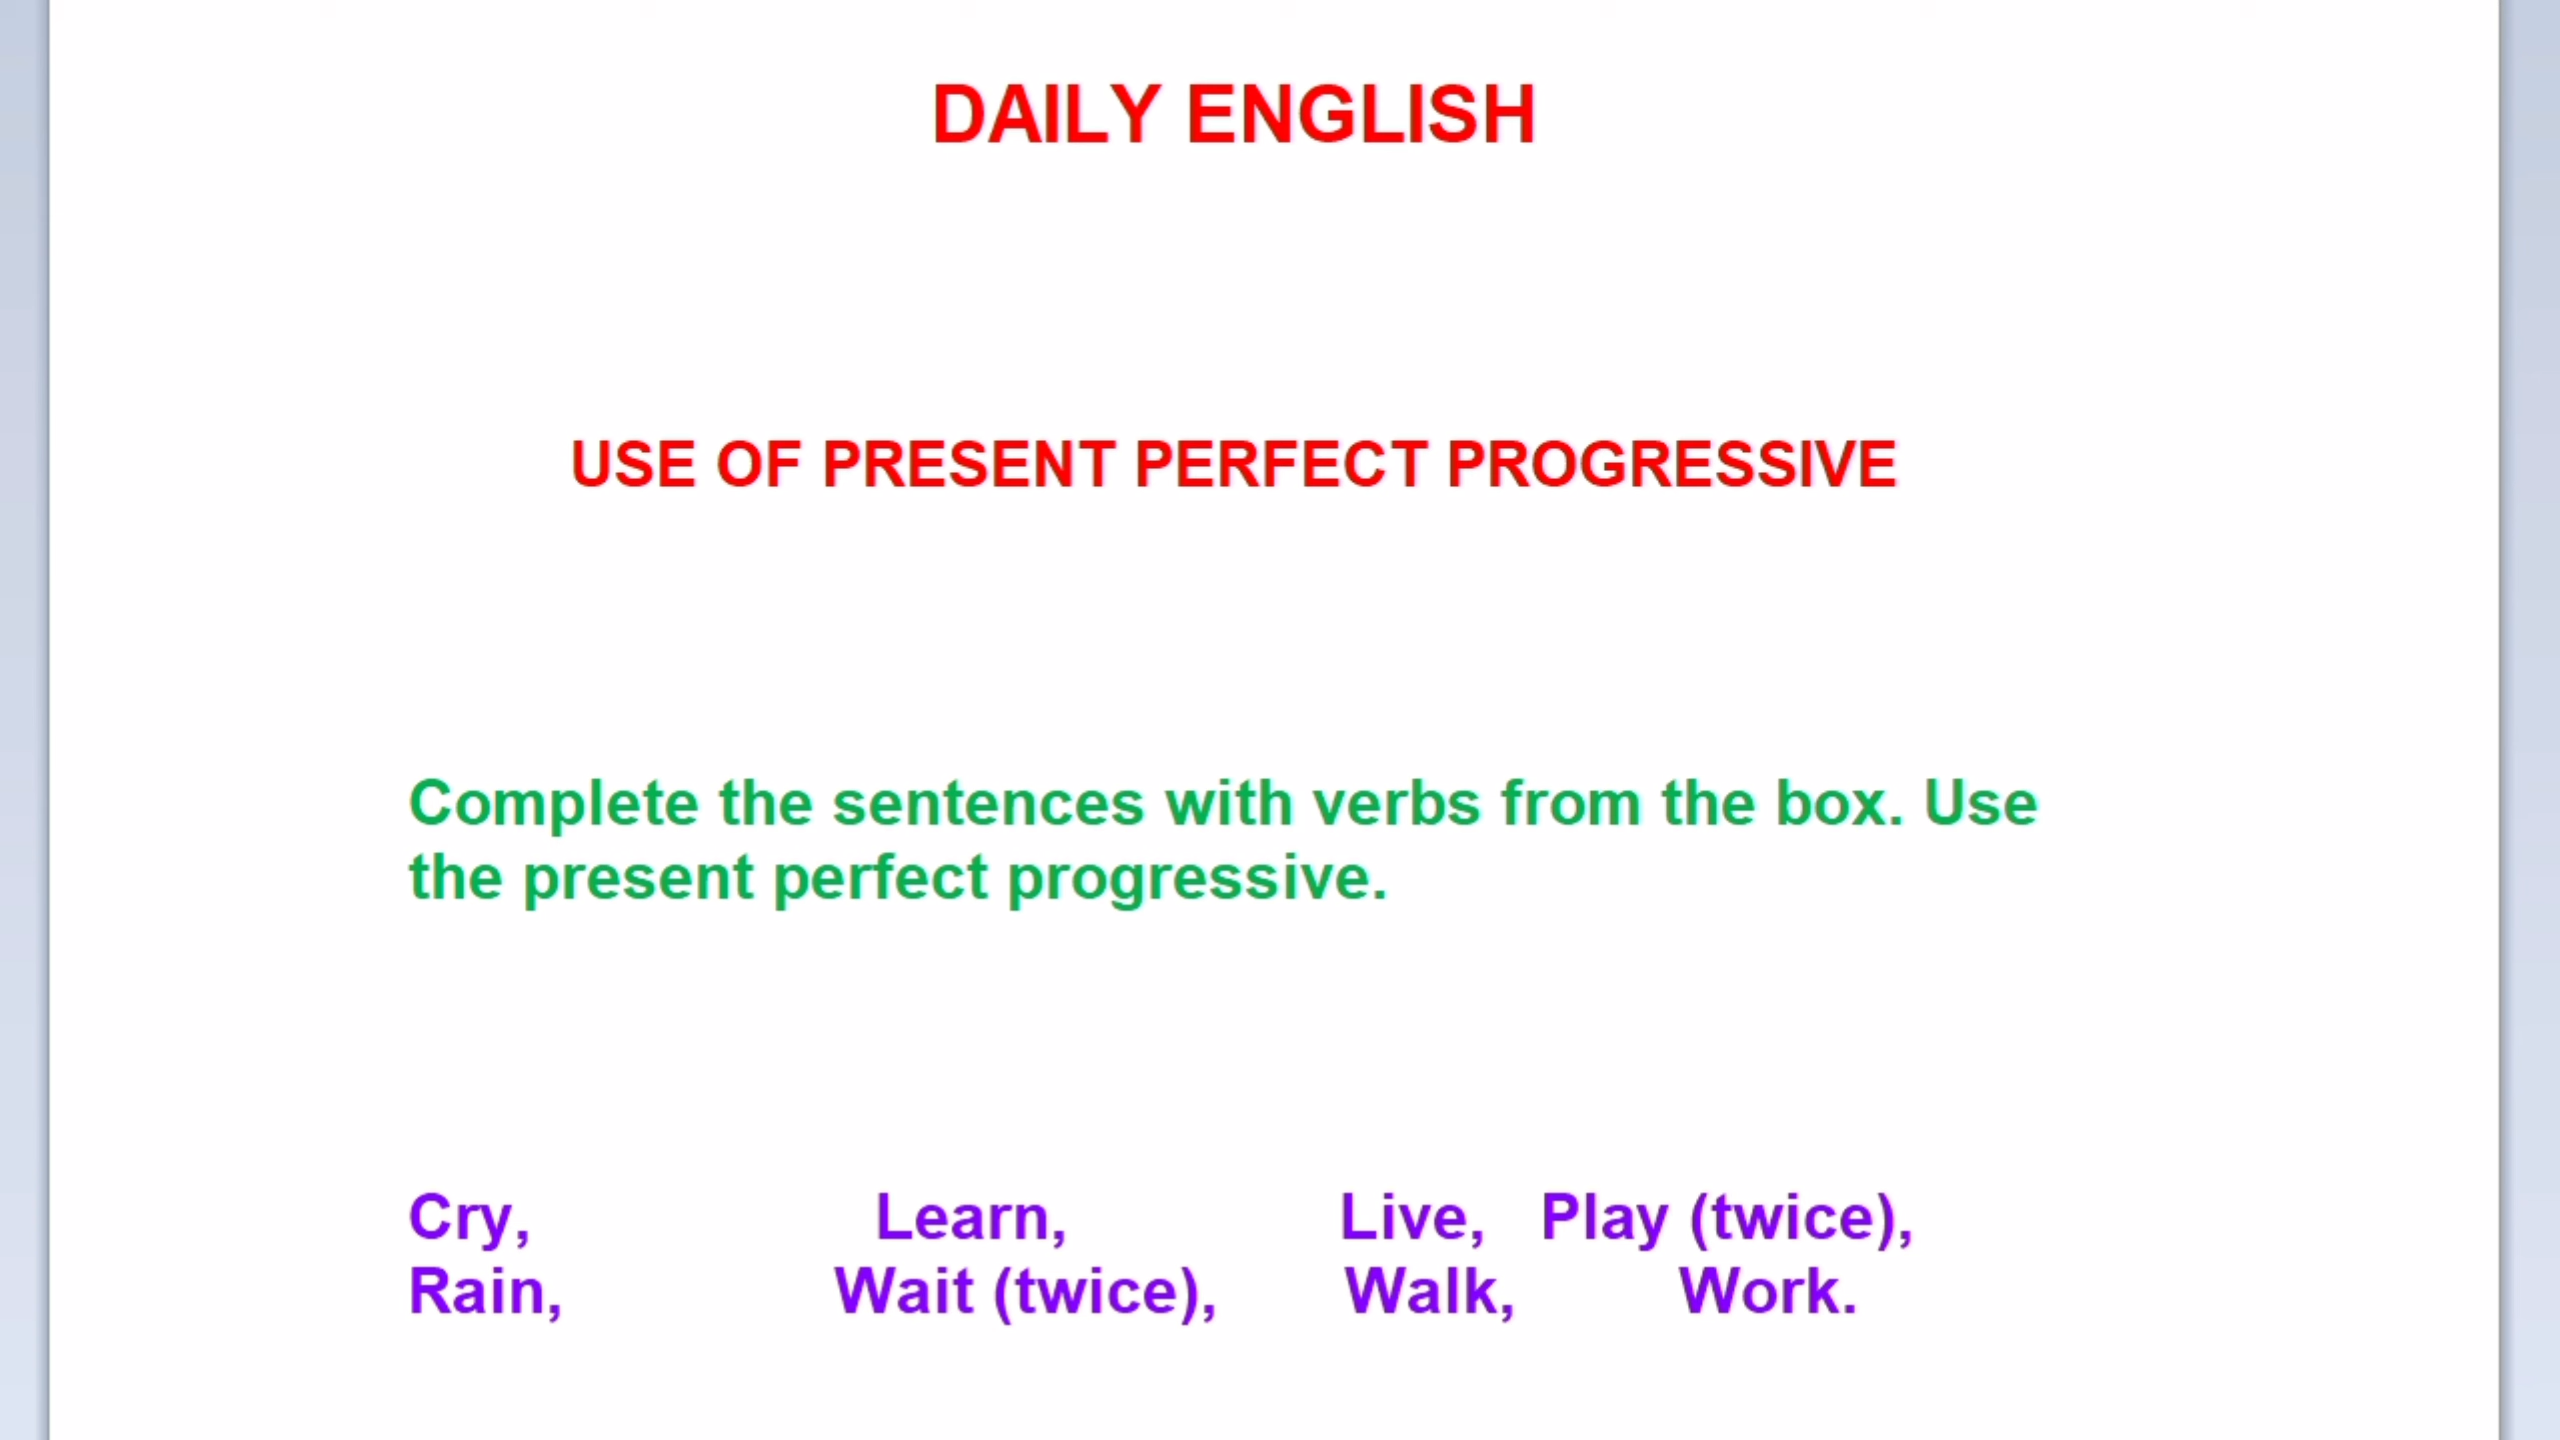 DAILY ENGLISH
USE OF PRESENT PERFECT PROGRESSIVE
Complete the sentences with verbs from the box. Use
the present perfect progressive.
Cry, Learn, Live, Play (twice),
Rain, Wait (twice), Walk, Work.